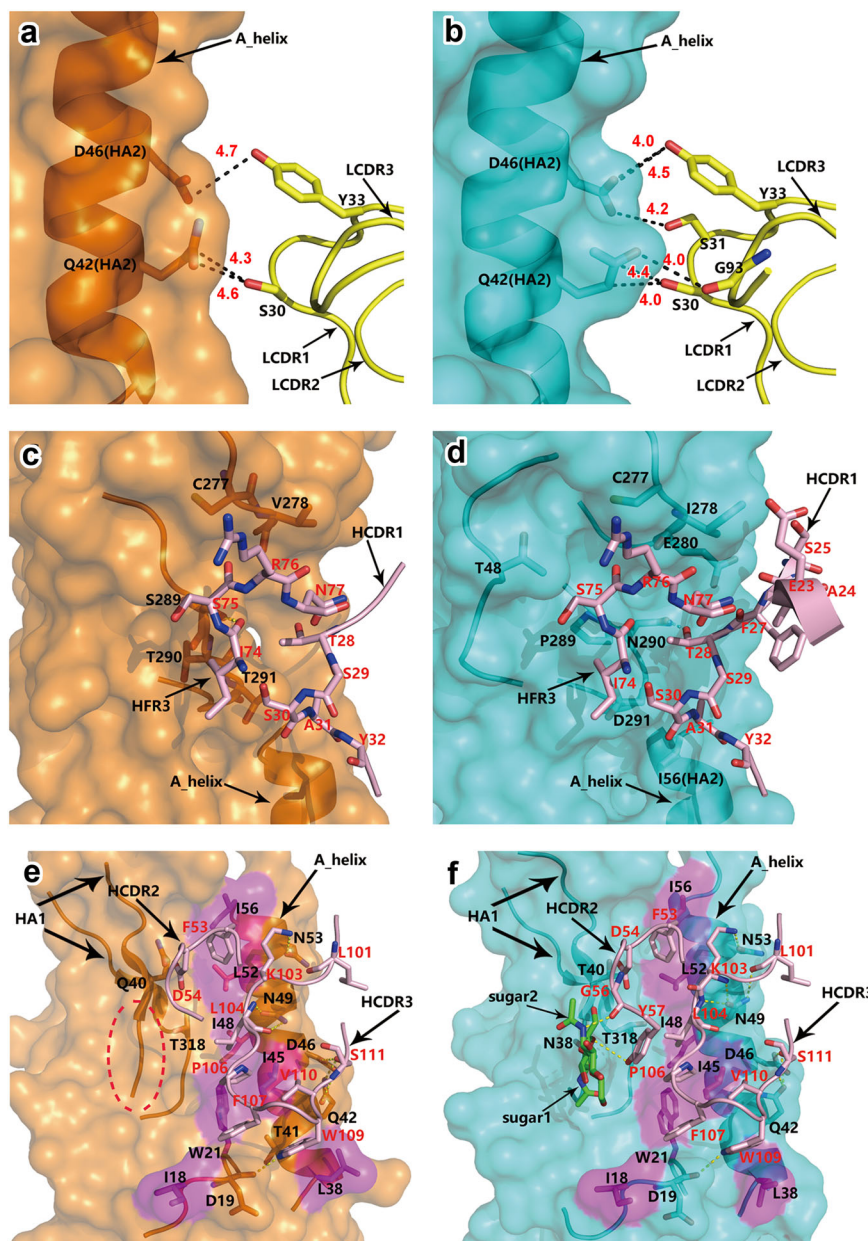 a
A_helix
D46(HA2)
4.7
LCDR3
Y33
Q42(HA2)
4.3
4.6
S30
LCDR1
LCDR2
b
A_helix
4.0
D46(HA2)
4.5
LCDR3
Y33
4.2
S31
G93
4.0
Q42(HA2)
4.4
4.0
S30
LCDR1
LCDR2
c
C277
V278
HCDR1
R76
S289
S75
N77
T28
I74
T290
T291
S29
HFR3
S30
A31
Y32
A_helix
d
C277
HCDR1
I278
S25
E280
T48
R76
E23
A24
S75
N77
F27
P289
N290
T28
I74
S29
HFR3
S30
D291
A31
Y32
I56(HA2)
A_helix
e
A_helix
HCDR2
I56
HA1
F53
N53
L101
L52
K103
Q40
D54
L104
N49
HCDR3
I48
T318
D46
I45
S111
P106
V110
F107
Q42
T41
W109
W21
I18
D19
L38
f
A_helix
I56
HCDR2
HA1
F53
D54
N53
L101
T40
L52
K103
G56
sugar2
Y57
L104
HCDR3
N49
I48
T318
N38
D46
S111
P106
I45
V110
sugar1
Q42
F107
W21
W109
I18
D19
L38